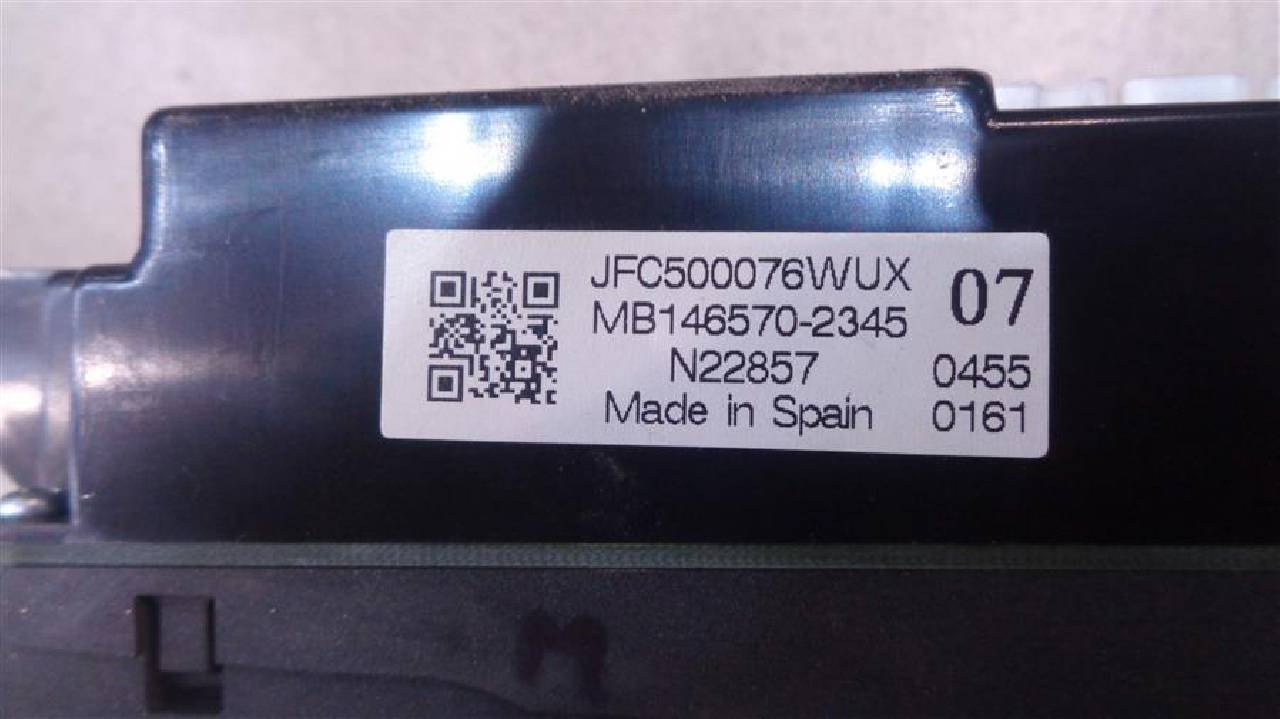 JFC500076WUX 07
MB146570-2345
N22857 0455
Made in Spain 0161
M